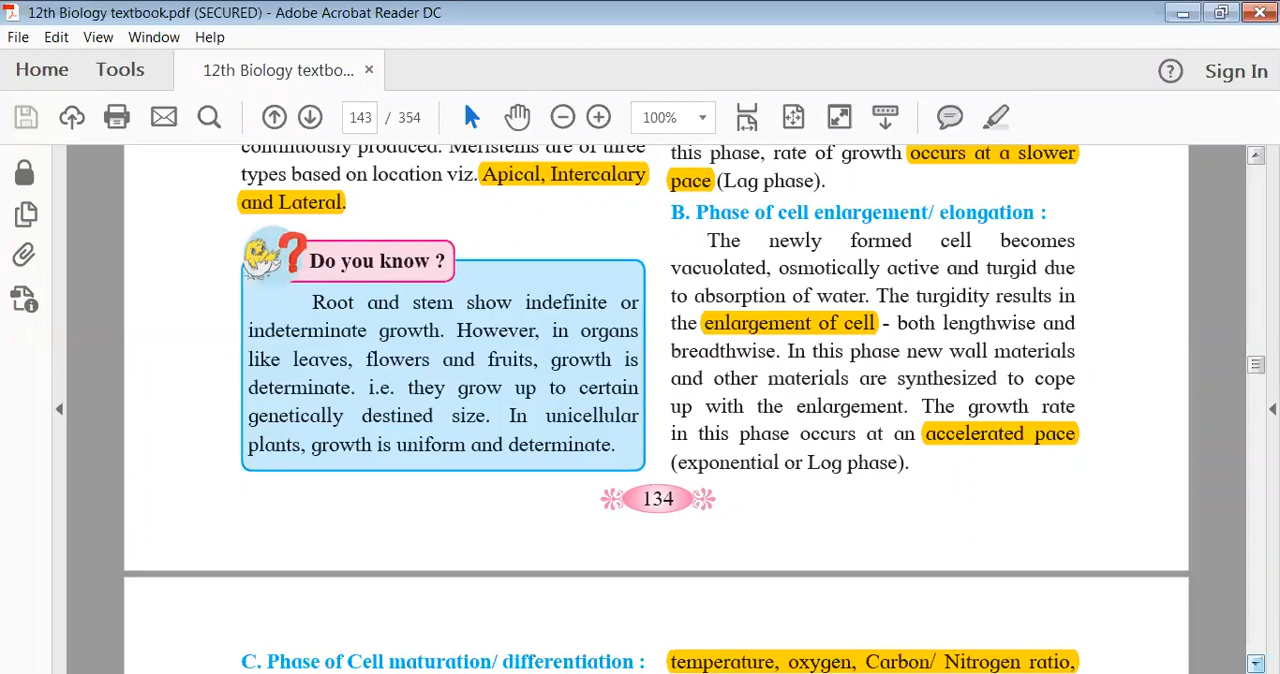 12th Biology textbook.pdf (SECURED) - Adobe Acrobat Reader DC
File Edit View Window Help
Home Tools 12th Biology textbo... × ? Sign In
143 / 354 100%
continuously produced. Meristems are of three
types based on location viz. Apical, Intercalary
and Lateral.
Do you know ?
Root and stem show indefinite or
indeterminate growth. However, in organs
like leaves, flowers and fruits, growth is
determinate. i.e. they grow up to certain
genetically destined size. In unicellular
plants, growth is uniform and determinate.
this phase, rate of growth occurs at a slower
pace (Lag phase).
B. Phase of cell enlargement/ elongation :
The newly formed cell becomes
vacuolated, osmotically active and turgid due
to absorption of water. The turgidity results in
the enlargement of cell - both lengthwise and
breadthwise. In this phase new wall materials
and other materials are synthesized to cope
up with the enlargement. The growth rate
in this phase occurs at an accelerated pace
(exponential or Log phase).
134
C. Phase of Cell maturation/ differentiation :
temperature, oxygen, Carbon/ Nitrogen ratio,